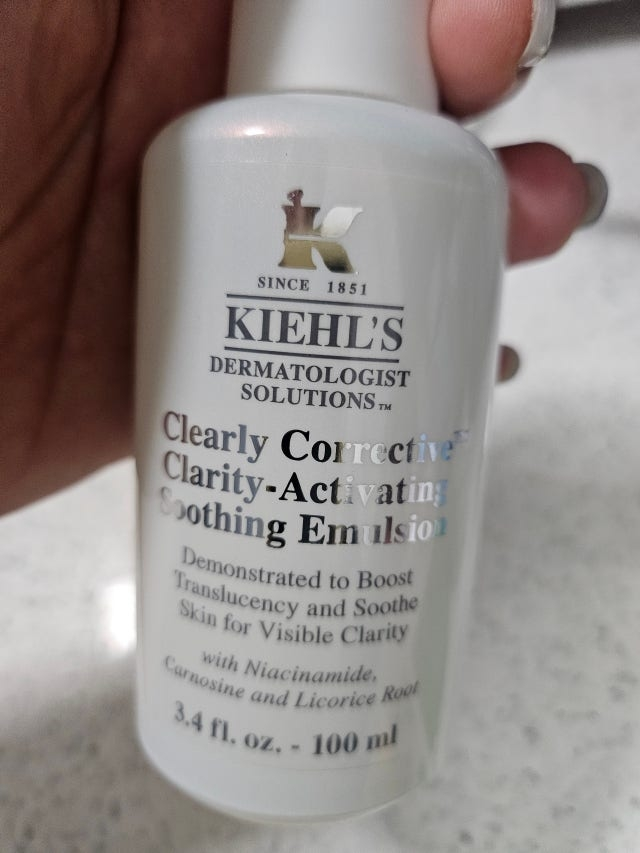 K
SINCE 1851
KIEHL'S
DERMATOLOGIST
SOLUTIONS™
Clearly Corrective™
Clarity-Activating
Soothing Emulsion
Demonstrated to Boost
Translucency and Soothe
Skin for Visible Clarity
with Niacinamide,
Carnosine and Licorice Root
3.4 fl. oz. - 100 ml